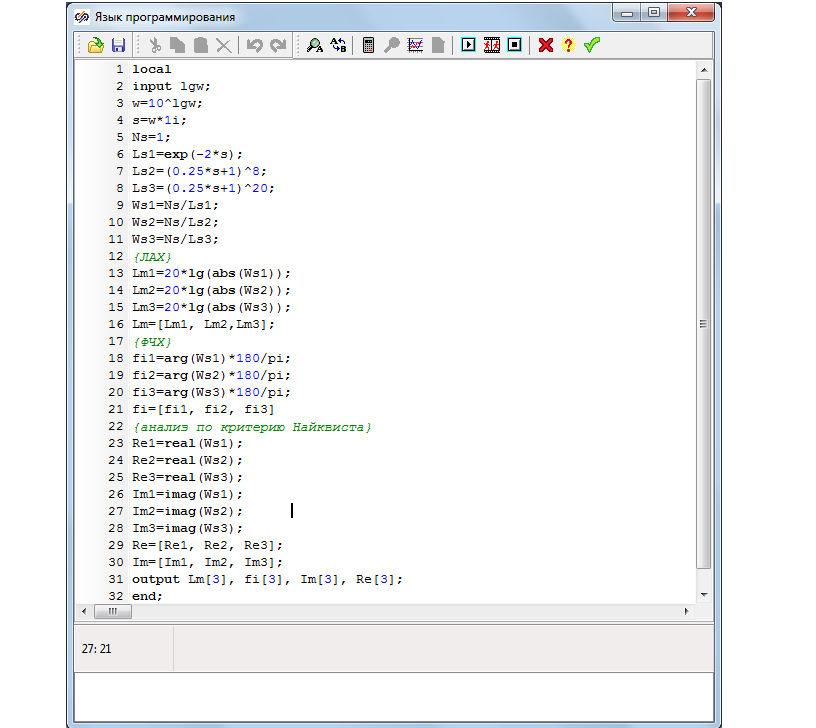 Язык программирования
1 local
2 input lgw;
3 w=10^lgw;
4 s=w*1i;
5 Ns=1;
6 Ls1=exp(-2*s);
7 Ls2=(0.25*s+1)^8;
8 Ls3=(0.25*s+1)^20;
9 Ws1=Ns/Ls1;
10 Ws2=Ns/Ls2;
11 Ws3=Ns/Ls3;
12 {ЛАХ}
13 Lm1=20*lg(abs(Ws1));
14 Lm2=20*lg(abs(Ws2));
15 Lm3=20*lg(abs(Ws3));
16 Lm=[Lm1, Lm2,Lm3];
17 {ФЧХ}
18 fi1=arg(Ws1)*180/pi;
19 fi2=arg(Ws2)*180/pi;
20 fi3=arg(Ws3)*180/pi;
21 fi=[fi1, fi2, fi3]
22 {анализ по критерию Найквиста}
23 Re1=real(Ws1);
24 Re2=real(Ws2);
25 Re3=real(Ws3);
26 Im1=imag(Ws1);
27 Im2=imag(Ws2);
28 Im3=imag(Ws3);
29 Re=[Re1, Re2, Re3];
30 Im=[Im1, Im2, Im3];
31 output Lm[3], fi[3], Im[3], Re[3];
32 end;
27: 21